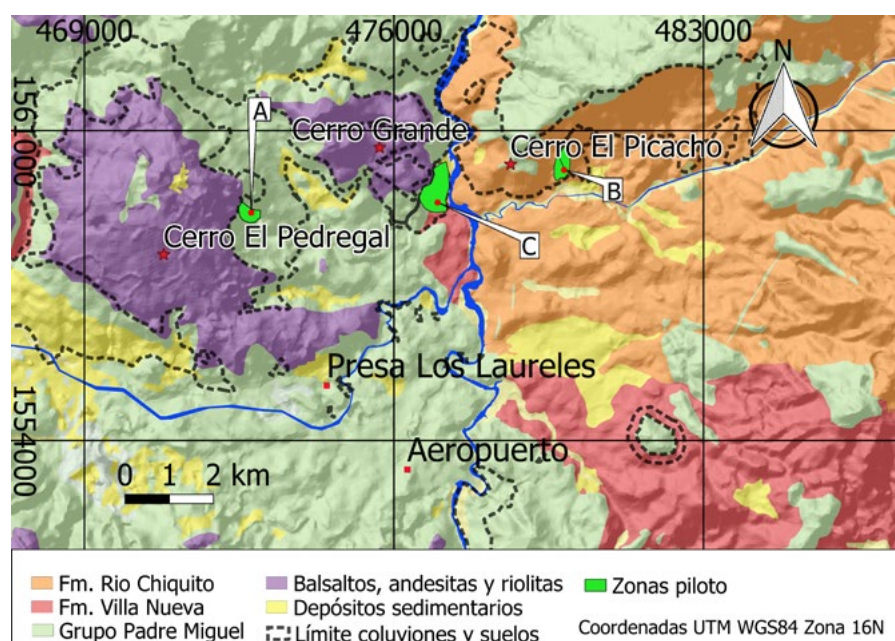 469000
476000
483000
N
1561000
A
Cerro Grande
Cerro El Picacho
B
Cerro El Pedregal
C
Presa Los Laureles
1554000
Aeropuerto
0 1 2 km
Fm. Rio Chiquito
Balsaltos, andesitas y riolitas
Zonas piloto
Fm. Villa Nueva
Depósitos sedimentarios
Grupo Padre Miguel
Límite coluviones y suelos
Coordenadas UTM WGS84 Zona 16N